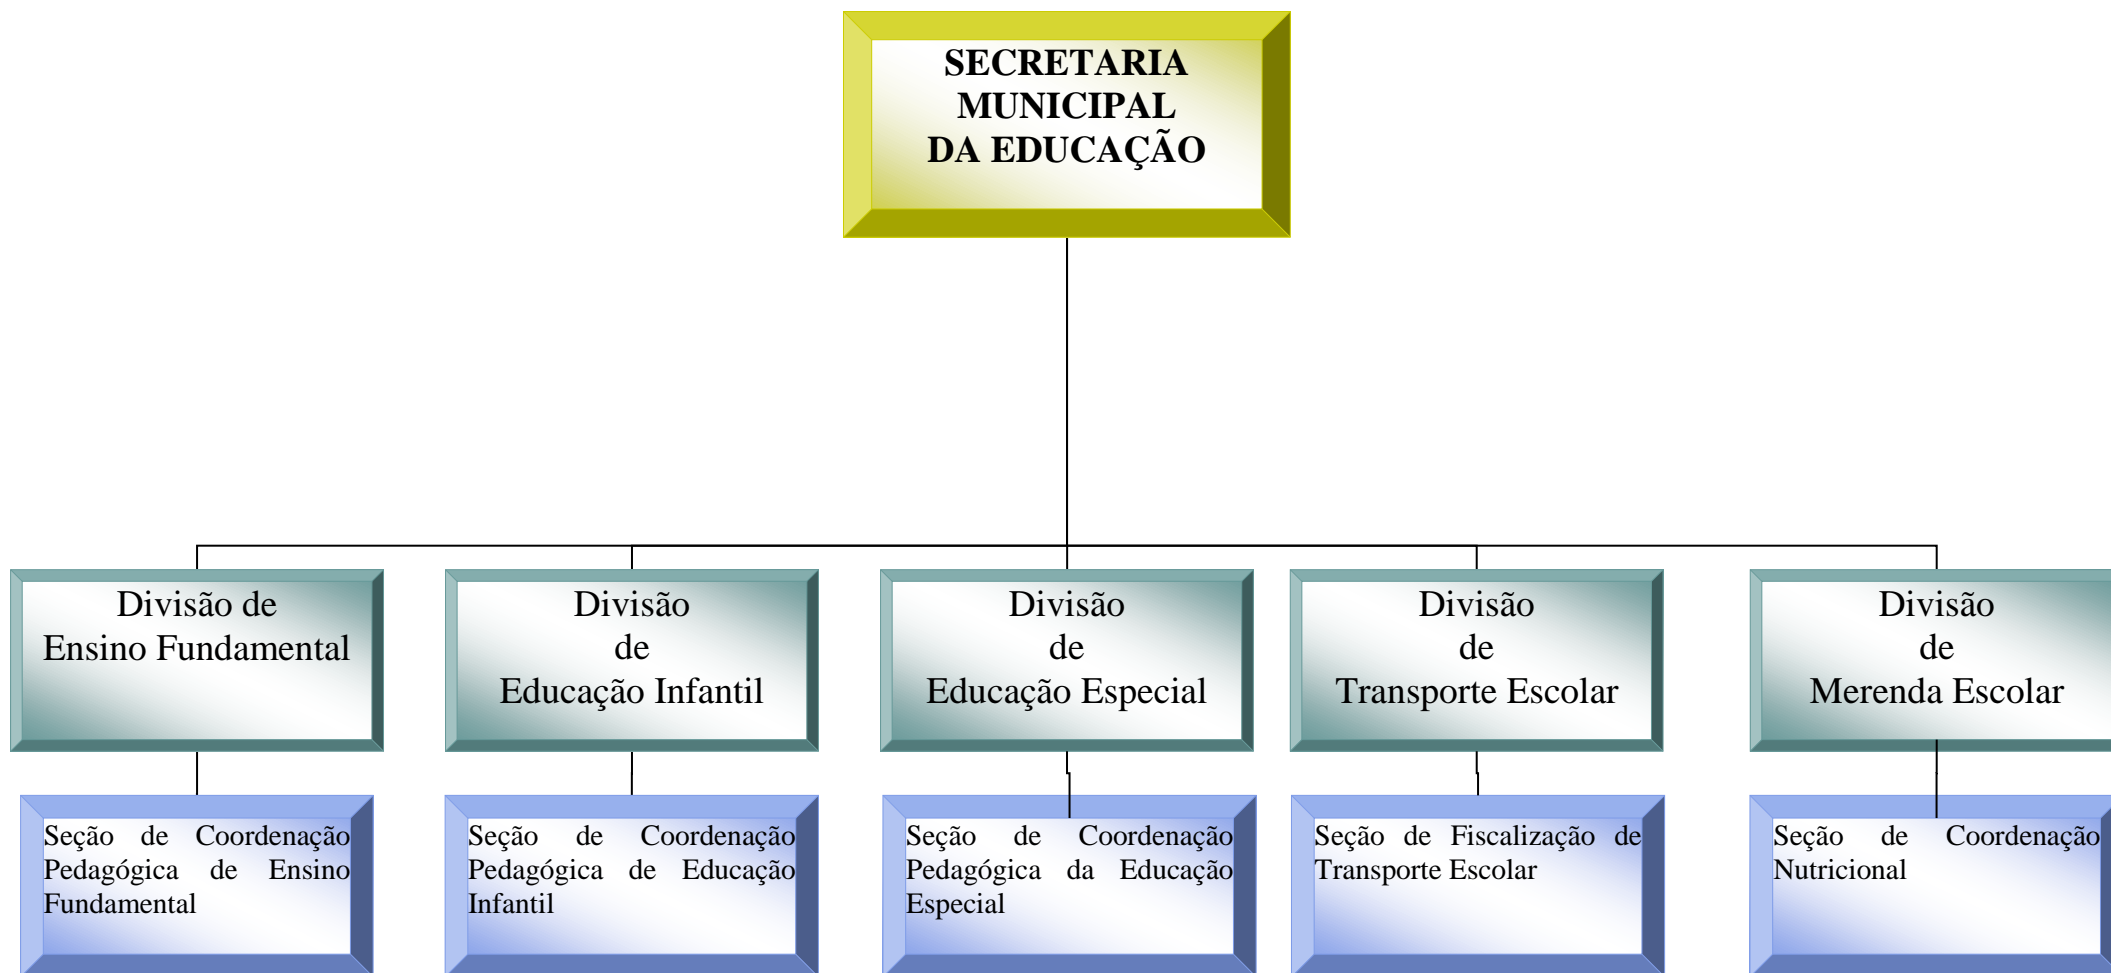 SECRETARIA
MUNICIPAL
DA EDUCAÇÃO
Divisão de
Ensino Fundamental
Divisão
de
Educação Infantil
Divisão
de
Educação Especial
Divisão
de
Transporte Escolar
Divisão
de
Merenda Escolar
Seção de Coordenação
Pedagógica de Ensino
Fundamental
Seção de Coordenação
Pedagógica de Educação
Infantil
Seção de Coordenação
Pedagógica da Educação
Especial
Seção de Fiscalização de
Transporte Escolar
Seção de Coordenação
Nutricional